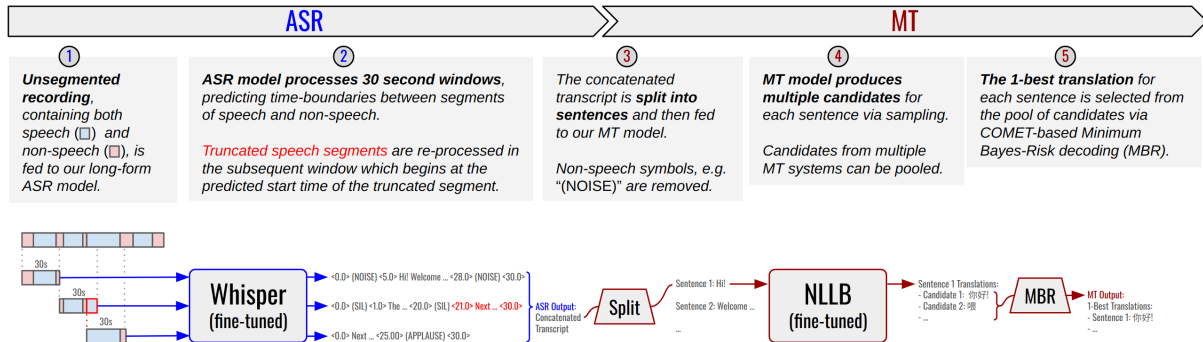 ASR
MT
1
Unsegmented
recording,
containing both
speech ( ) and
non-speech ( ), is
fed to our long-form
ASR model.
2
ASR model processes 30 second windows,
predicting time-boundaries between segments
of speech and non-speech.
Truncated speech segments are re-processed in
the subsequent window which begins at the
predicted start time of the truncated segment.
3
The concatenated
transcript is split into
sentences and then fed
to our MT model.
Non-speech symbols, e.g.
"(NOISE)" are removed.
4
MT model produces
multiple candidates for
each sentence via sampling.
Candidates from multiple
MT systems can be pooled.
5
The 1-best translation for
each sentence is selected from
the pool of candidates via
COMET-based Minimum
Bayes-Risk decoding (MBR).
30s
30s
30s
Whisper
(fine-tuned)
<0.0> (NOISE) <5.0> Hi! Welcome ... <28.0> (NOISE) <30.0>
<0.0> (SIL) <1.0> The ... <20.0> (SIL) <21.0> Next ... <30.0>
<0.0> Next ... <25.00> (APPLAUSE) <30.0>
ASR Output:
Concatenated
Transcript
Split
Sentence 1: Hi!
Sentence 2: Welcome ...
...
NLLB
(fine-tuned)
Sentence 1 Translations:
- Candidate 1: 你好!
- Candidate 2: 喂
- ...
MBR
MT Output:
1-Best Translations:
- Sentence 1: 你好!
- ...